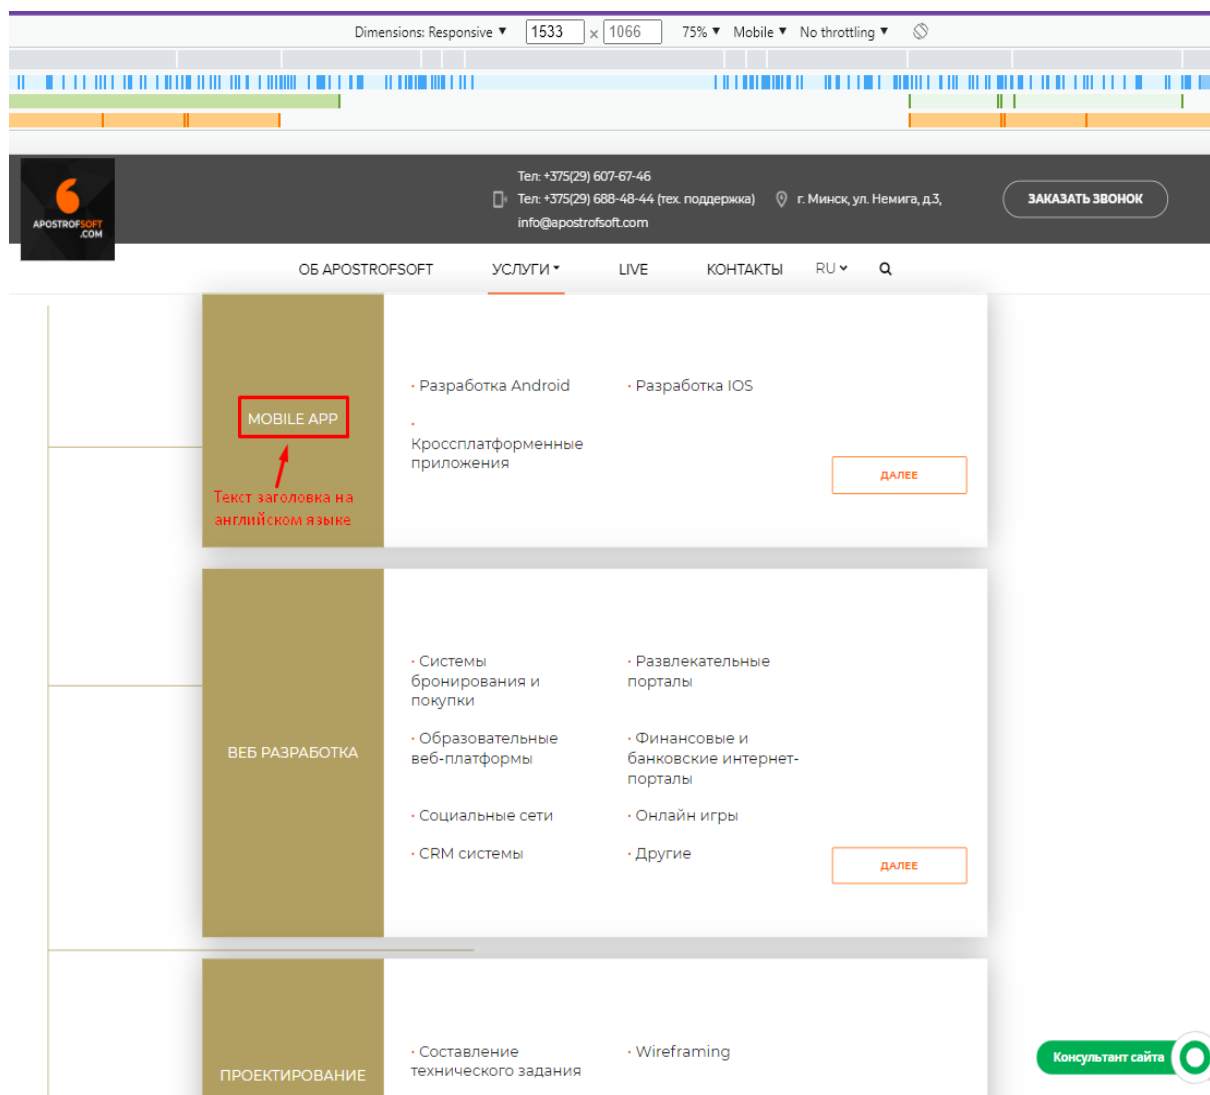 Dimensions: Responsive ▼ 1533 × 1066 75% ▼ Mobile ▼ No throttling ▼
APOSTROFSOFT
.COM
Тел: +375(29) 607-67-46
Тел: +375(29) 688-48-44 (тех. поддержка)
info@apostrofsoft.com
г. Минск, ул. Немига, д.3,
ЗАКАЗАТЬ ЗВОНОК
ОБ APOSTROFSOFT УСЛУГИ LIVE КОНТАКТЫ RU
MOBILE APP
Текст заголовка на
английском языке
· Разработка Android
· Разработка IOS
·
Кроссплатформенные
приложения
ДАЛЕЕ
ВЕБ РАЗРАБОТКА
· Системы
бронирования и
покупки
· Развлекательные
порталы
· Образовательные
веб-платформы
· Финансовые и
банковские интернет-
порталы
· Социальные сети
· Онлайн игры
· CRM системы
· Другие
ДАЛЕЕ
ПРОЕКТИРОВАНИЕ
· Составление
технического задания
· Wireframing
Консультант сайта